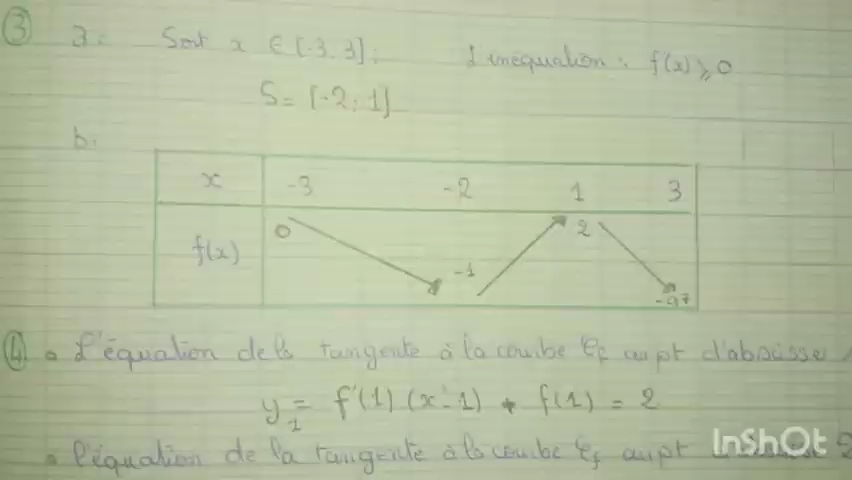 ③ 3. Soit x ∈ [-3.3]; L'inéquation : f(x) ≥ 0
S = [-2; 1]
b.
x -3 -2 1 3
f(x) 0 -1 2
④ • L'équation de la tangente à la courbe Cf au pt d'abscisse
y₁ = f'(1) (x-1) + f(1) = 2
• l'équation de la tangente à la courbe Cf au pt
InShOt